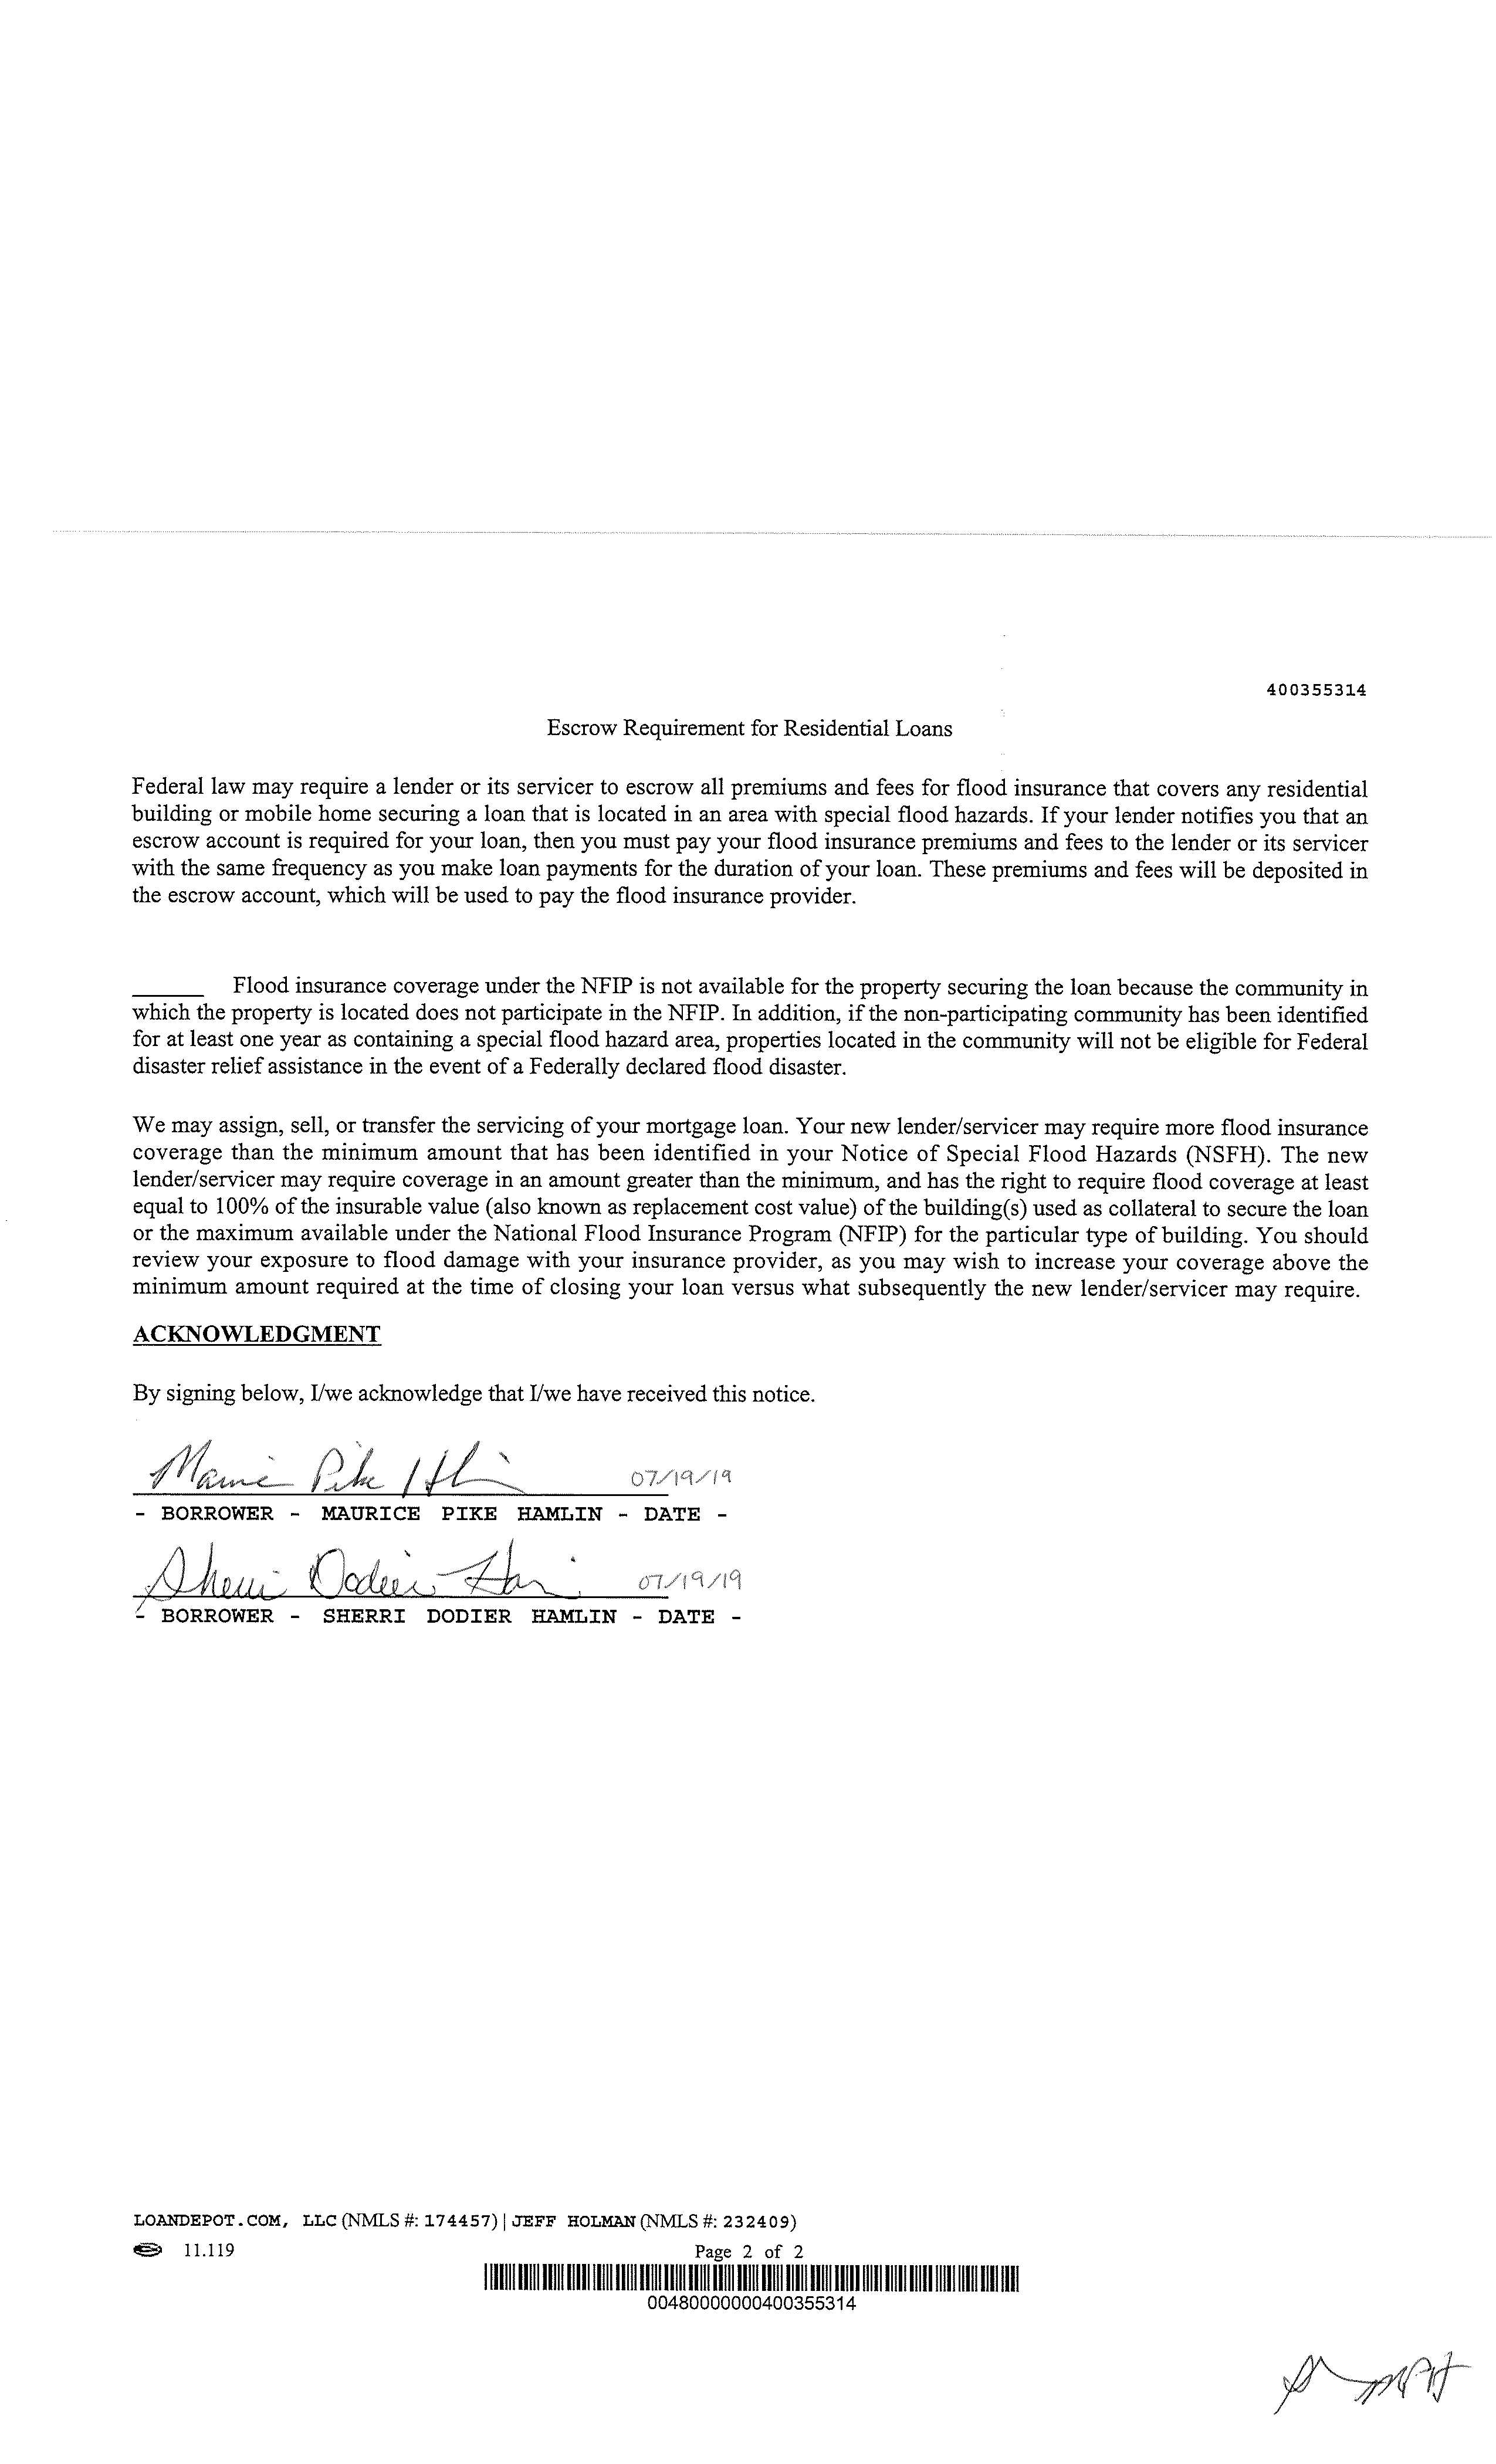 400355314
Escrow Requirement for Residential Loans
Federal law may require a lender or its servicer to escrow all premiums and fees for flood insurance that covers any residential
building or mobile home securing a loan that is located in an area with special flood hazards. If your lender notifies you that an
escrow account is required for your loan, then you must pay your flood insurance premiums and fees to the lender or its servicer
with the same frequency as you make loan payments for the duration of your loan. These premiums and fees will be deposited in
the escrow account, which will be used to pay the flood insurance provider.
______ Flood insurance coverage under the NFIP is not available for the property securing the loan because the community in
which the property is located does not participate in the NFIP. In addition, if the non-participating community has been identified
for at least one year as containing a special flood hazard area, properties located in the community will not be eligible for Federal
disaster relief assistance in the event of a Federally declared flood disaster.
We may assign, sell, or transfer the servicing of your mortgage loan. Your new lender/servicer may require more flood insurance
coverage than the minimum amount that has been identified in your Notice of Special Flood Hazards (NSFH). The new
lender/servicer may require coverage in an amount greater than the minimum, and has the right to require flood coverage at least
equal to 100% of the insurable value (also known as replacement cost value) of the building(s) used as collateral to secure the loan
or the maximum available under the National Flood Insurance Program (NFIP) for the particular type of building. You should
review your exposure to flood damage with your insurance provider, as you may wish to increase your coverage above the
minimum amount required at the time of closing your loan versus what subsequently the new lender/servicer may require.
ACKNOWLEDGMENT
By signing below, I/we acknowledge that I/we have received this notice.
07/19/19
- BORROWER - MAURICE PIKE HAMLIN - DATE -
07/19/19
- BORROWER - SHERRI DODIER HAMLIN - DATE -
LOANDEPOT.COM, LLC (NMLS #: 174457) | JEFF HOLMAN (NMLS #: 232409)
11.119
Page 2 of 2
00480000000400355314